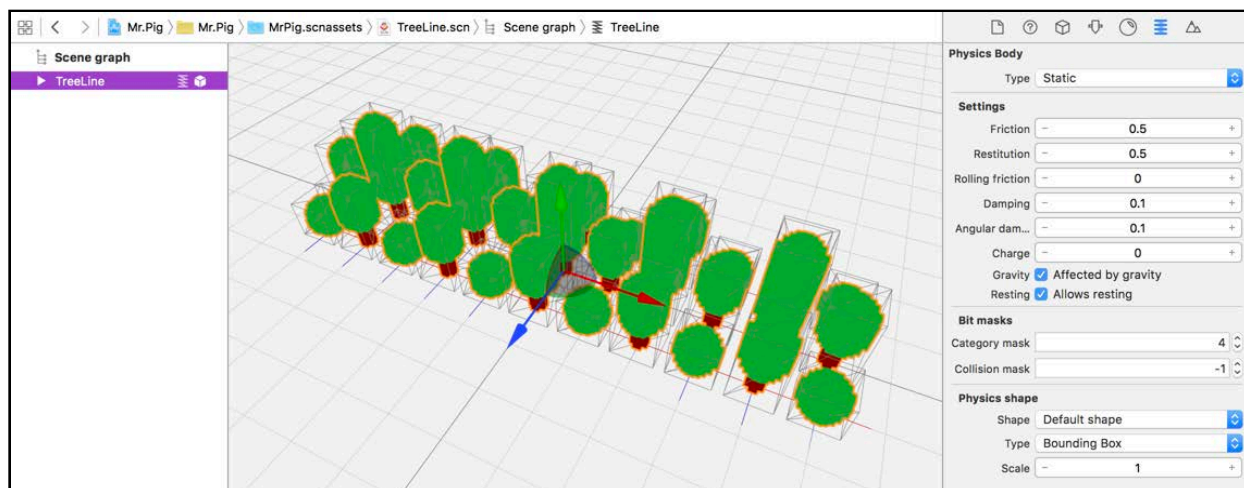 Mr.Pig Mr.Pig MrPig.scnassets TreeLine.scn Scene graph TreeLine
Scene graph
TreeLine
Physics Body
Type Static
Settings
Friction - 0.5 +
Restitution - 0.5 +
Rolling friction - 0 +
Damping - 0.1 +
Angular dam... - 0.1 +
Charge - 0 +
Gravity Affected by gravity
Resting Allows resting
Bit masks
Category mask 4
Collision mask -1
Physics shape
Shape Default shape
Type Bounding Box
Scale - 1 +